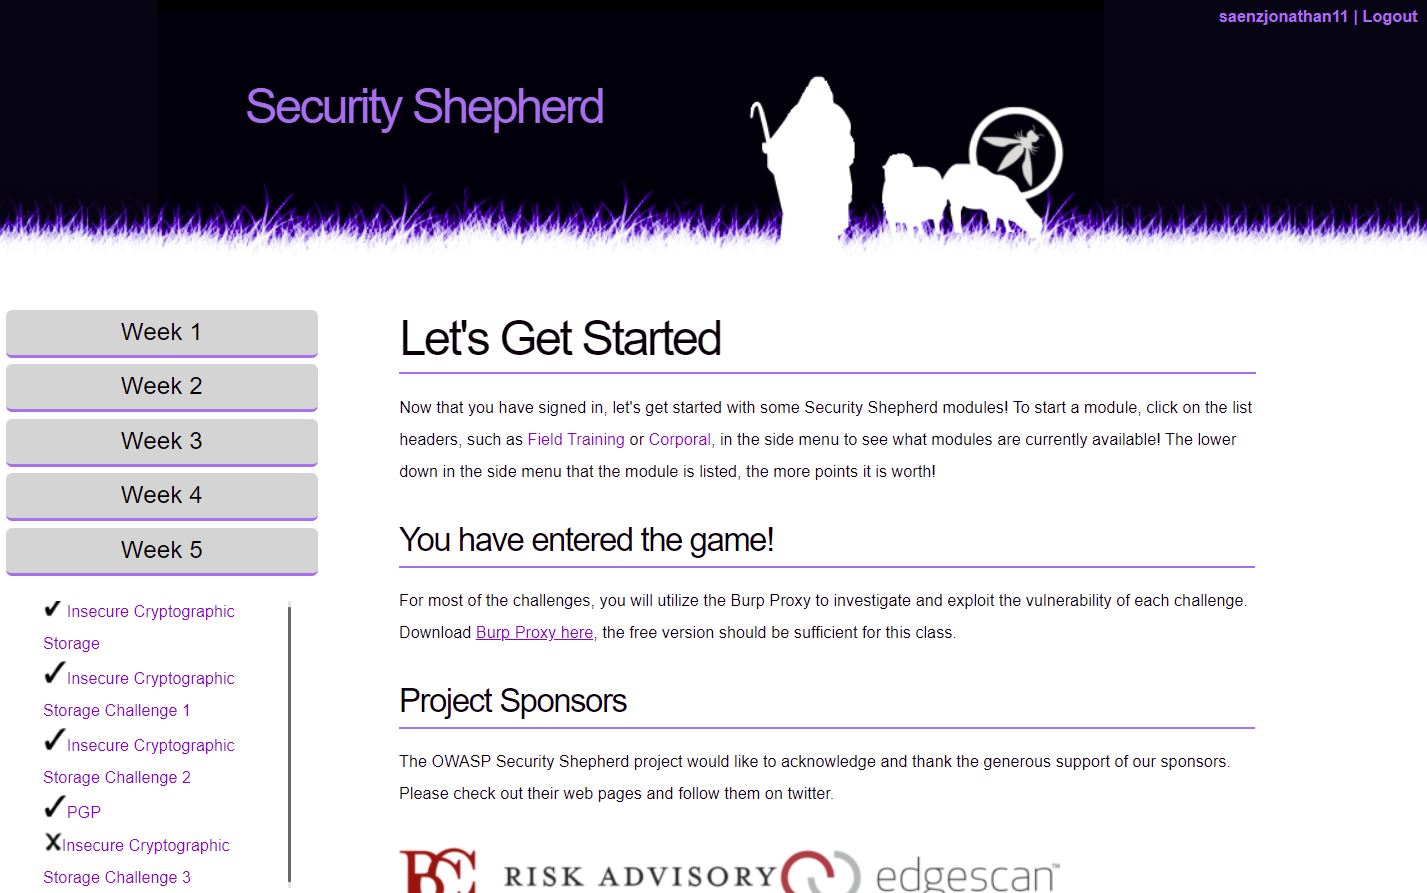 saenzjonathan11 | Logout
Security Shepherd
Week 1
Week 2
Week 3
Week 4
Week 5
Insecure Cryptographic
Storage
Insecure Cryptographic
Storage Challenge 1
Insecure Cryptographic
Storage Challenge 2
PGP
Insecure Cryptographic
Storage Challenge 3
Let's Get Started
Now that you have signed in, let's get started with some Security Shepherd modules! To start a module, click on the list
headers, such as Field Training or Corporal, in the side menu to see what modules are currently available! The lower
down in the side menu that the module is listed, the more points it is worth!
You have entered the game!
For most of the challenges, you will utilize the Burp Proxy to investigate and exploit the vulnerability of each challenge.
Download Burp Proxy here, the free version should be sufficient for this class.
Project Sponsors
The OWASP Security Shepherd project would like to acknowledge and thank the generous support of our sponsors.
Please check out their web pages and follow them on twitter.
BCC RISK ADVISORY edgescan™